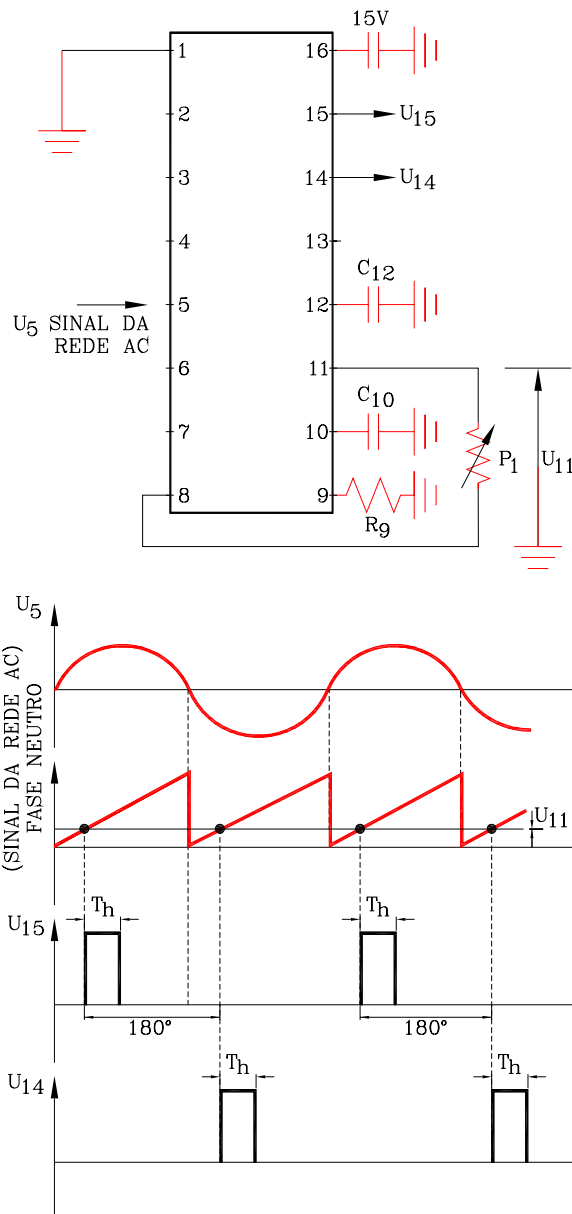 15V
1
16
2
15
U15
3
14
U14
4
13
C12
5
12
U5 SINAL DA
REDE AC
6
11
C10
7
10
P1
U11
8
9
R9
U5
(SINAL DA REDE AC)
FASE NEUTRO
U11
Th
Th
U15
180°
180°
Th
Th
U14